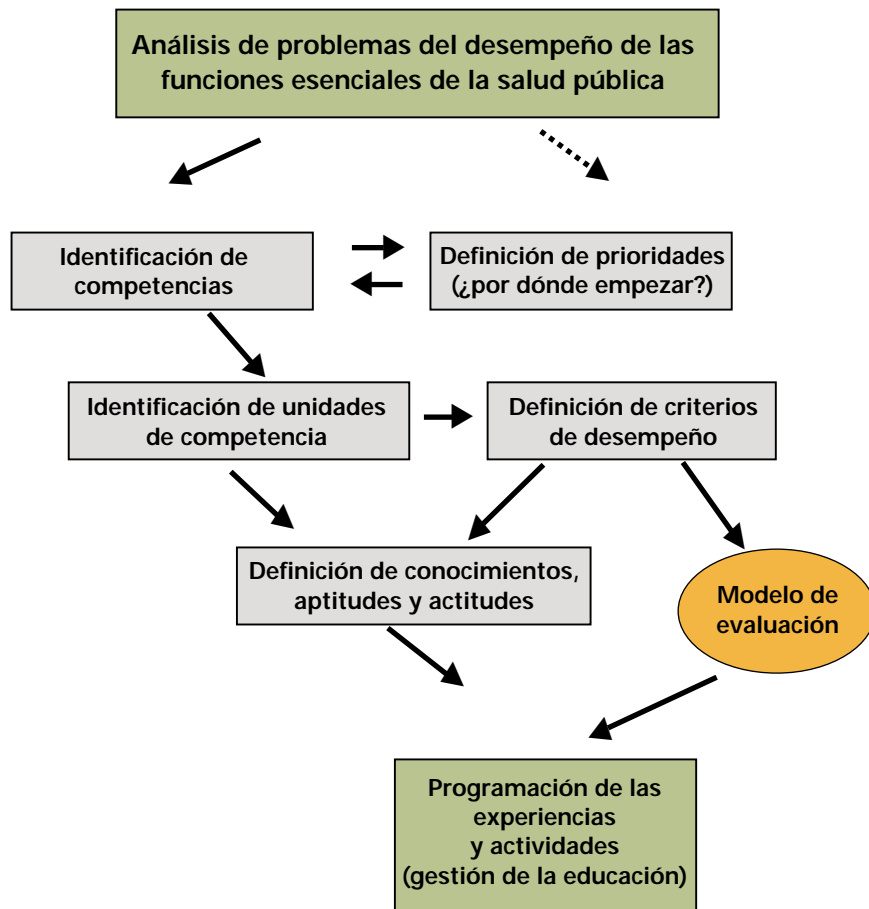 Análisis de problemas del desempeño de las
funciones esenciales de la salud pública
Identificación de
competencias
Definición de prioridades
(¿por dónde empezar?)
Identificación de unidades
de competencia
Definición de criterios
de desempeño
Definición de conocimientos,
aptitudes y actitudes
Modelo de
evaluación
Programación de las
experiencias
y actividades
(gestión de la educación)